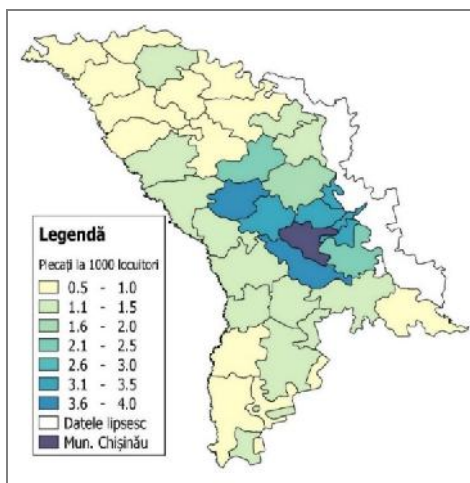 Legendă
Plecați la 1000 locuitori
0.5 - 1.0
1.1 - 1.5
1.6 - 2.0
2.1 - 2.5
2.6 - 3.0
3.1 - 3.5
3.6 - 4.0
Datele lipsesc
Mun. Chișinău